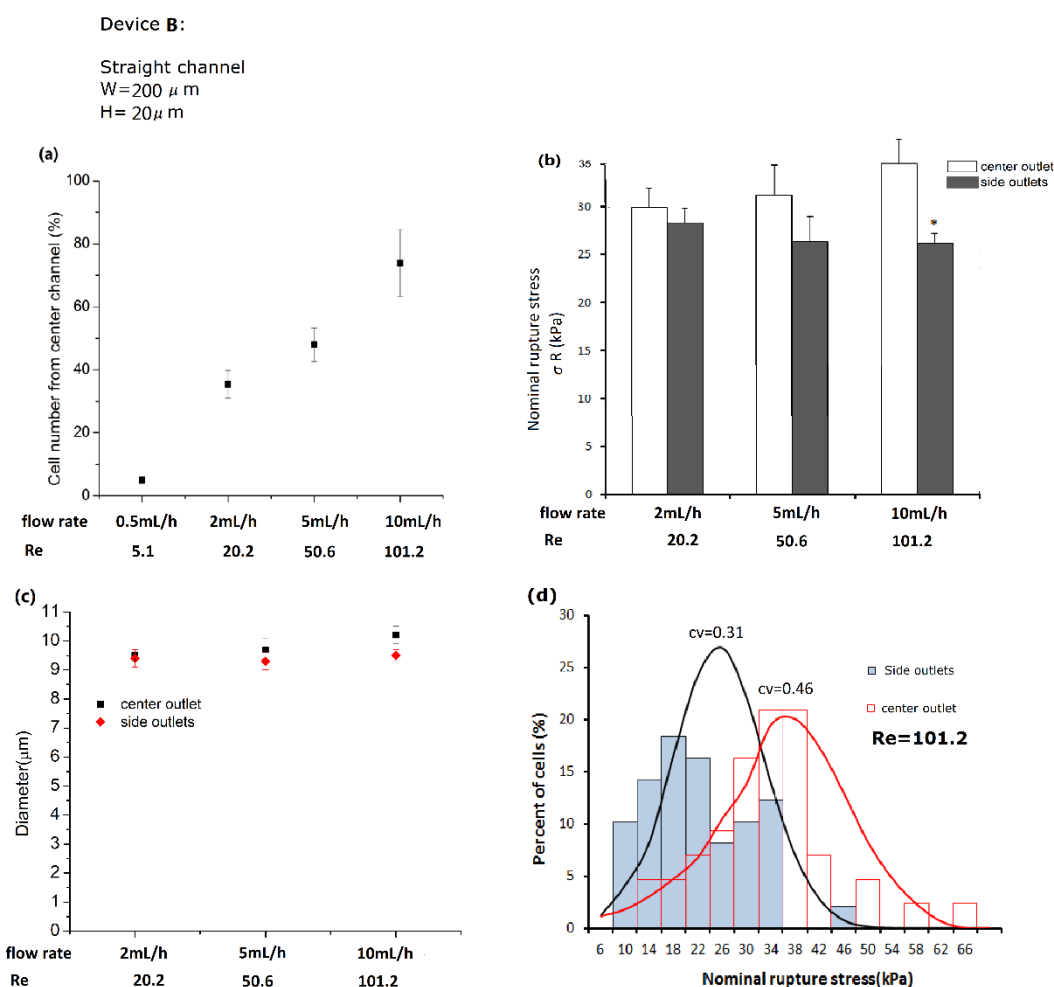 Device B:
Straight channel
W=200 μm
H= 20μm
(a)
Cell number from center channel (%)
100
80
60
40
20
0
flow rate 0.5mL/h 2mL/h 5mL/h 10mL/h
Re 5.1 20.2 50.6 101.2
(b)
Nominal rupture stress
σ R (kPa)
35
30
25
20
15
10
5
0
center outlet
side outlets
*
2mL/h 5mL/h 10mL/h
flow rate
Re 20.2 50.6 101.2
(c)
Diameter(μm)
11
10
9
8
7
6
5
4
3
2
1
0
center outlet
side outlets
flow rate 2mL/h 5mL/h 10mL/h
Re 20.2 50.6 101.2
(d)
Percent of cells (%)
30
25
20
15
10
5
0
cv=0.31
cv=0.46
Side outlets
center outlet
Re=101.2
6 10 14 18 22 26 30 34 38 42 46 50 54 58 62 66
Nominal rupture stress(kPa)